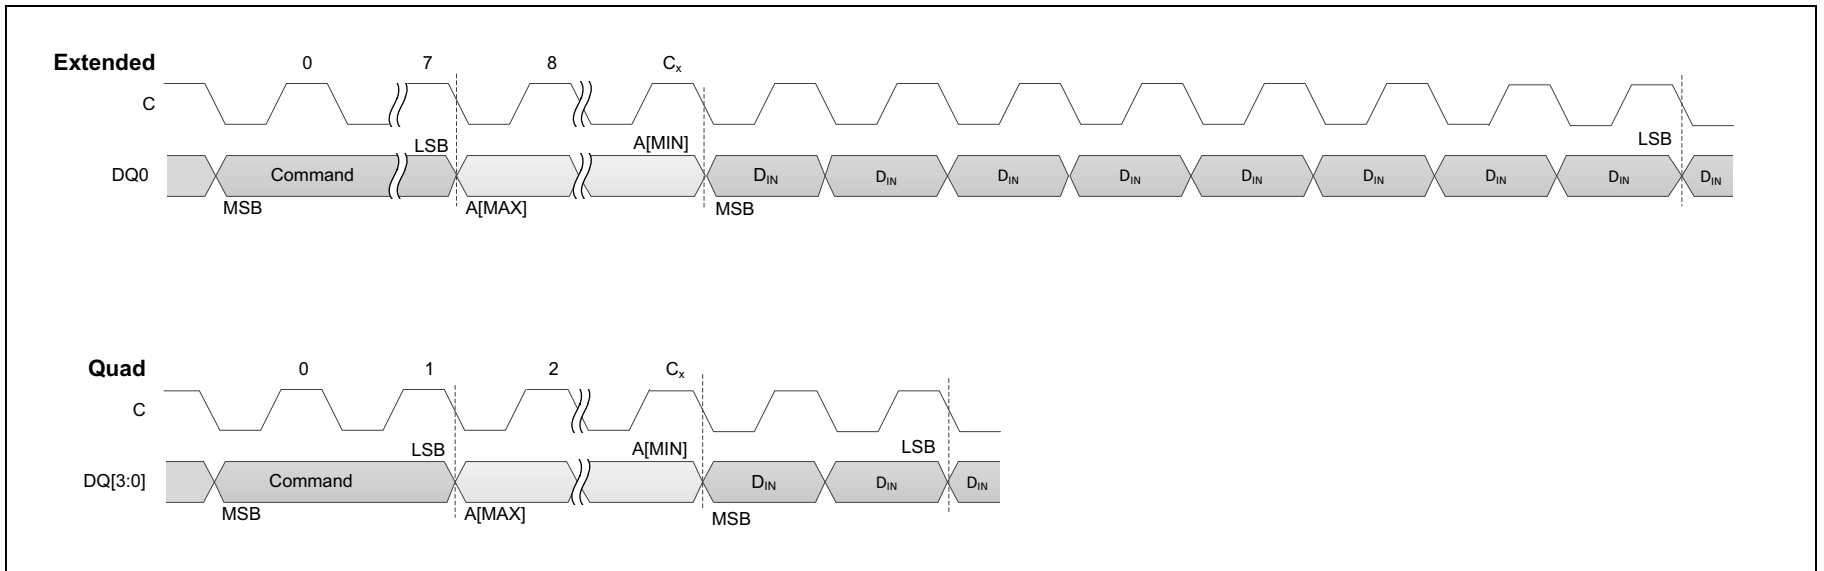 Extended 0 7 8 Cx
C
LSB A[MIN] LSB
DQ0 Command DIN DIN DIN DIN DIN DIN DIN DIN DIN
MSB A[MAX] MSB
Quad 0 1 2 Cx
C
LSB A[MIN] LSB
DQ[3:0] Command DIN DIN DIN
MSB A[MAX] MSB